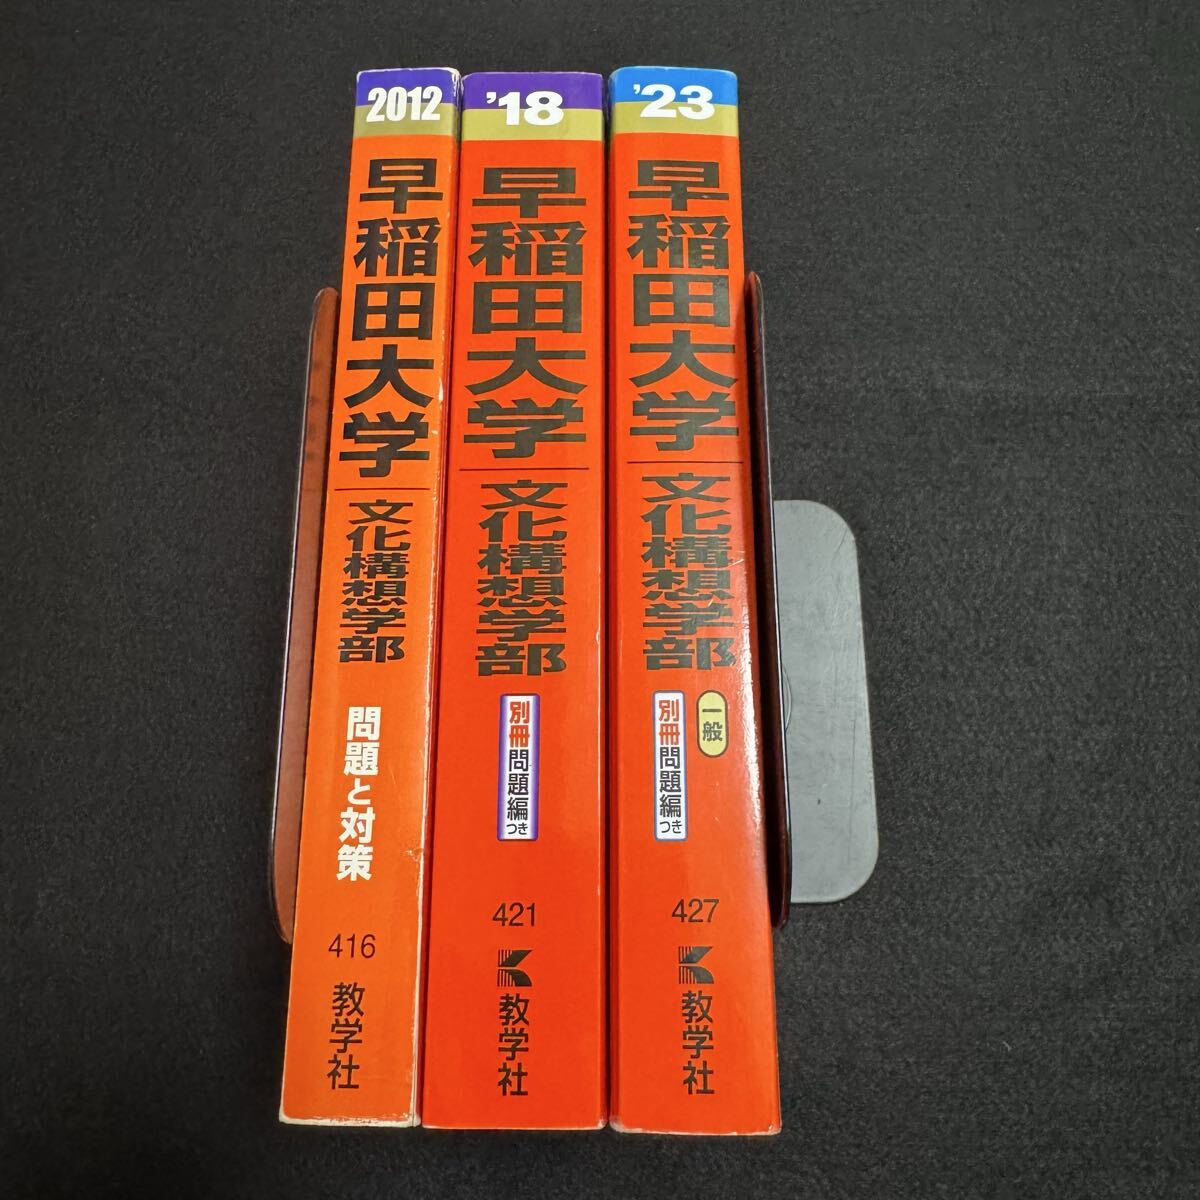 2012
早稲田大学
文化構想学部
問題と対策
416
教学社
'18
早稲田大学
文化構想学部
別冊問題編つき
421
教学社
'23
早稲田大学
文化構想学部
一般
別冊問題編つき
427
教学社